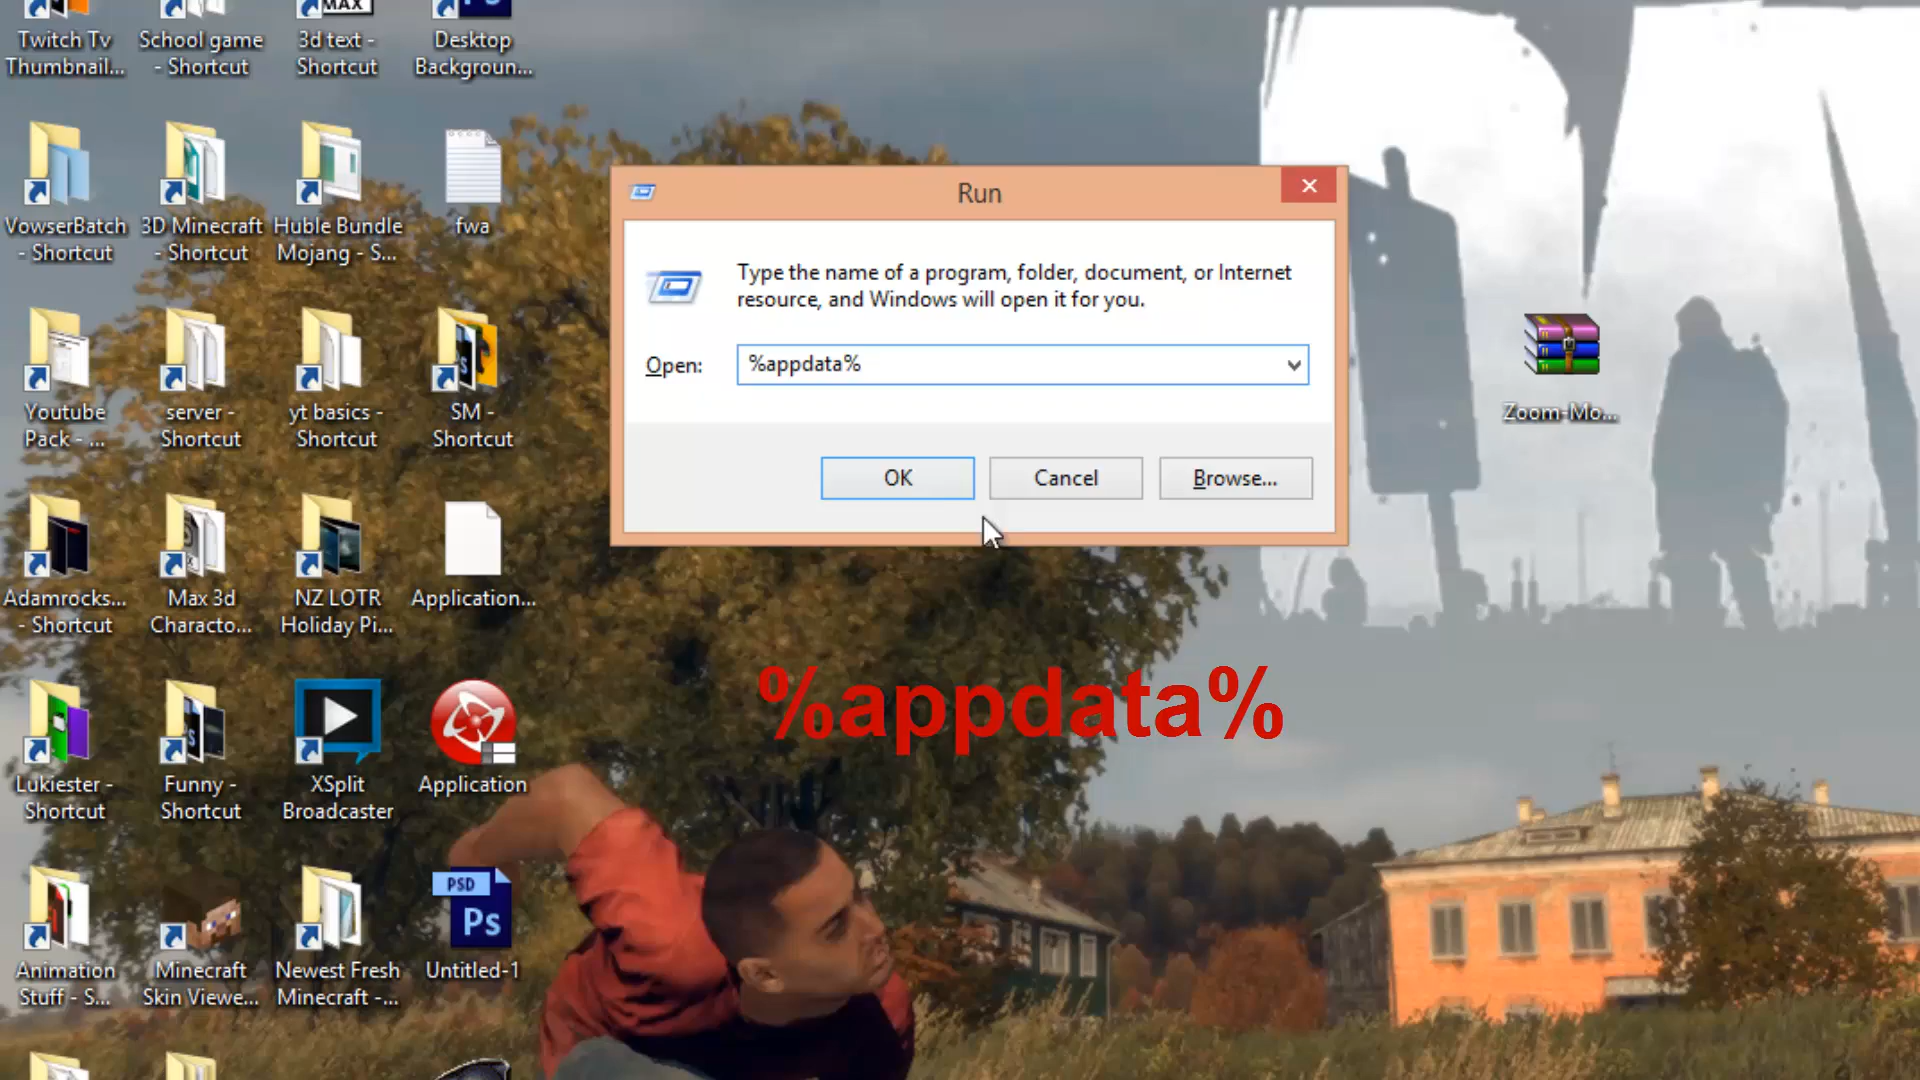 Twitch Tv
Thumbnail...
School game
- Shortcut
3d text -
Shortcut
MAX
Desktop
Backgroun...
VowserBatch
- Shortcut
3D Minecraft
- Shortcut
Huble Bundle
Mojang - S...
fwa
Youtube
Pack - ...
server -
Shortcut
yt basics -
Shortcut
SM -
Shortcut
Adamrocks...
- Shortcut
Max 3d
Characto...
NZ LOTR
Holiday Pi...
Application...
Lukiester -
Shortcut
Funny -
Shortcut
XSplit
Broadcaster
Application
Animation
Stuff - S...
Minecraft
Skin Viewe...
Newest Fresh
Minecraft -...
PSD
Ps
Untitled-1
Run
Type the name of a program, folder, document, or Internet
resource, and Windows will open it for you.
Open:
%appdata%
OK
Cancel
Browse...
Zoom-Mo...
%appdata%